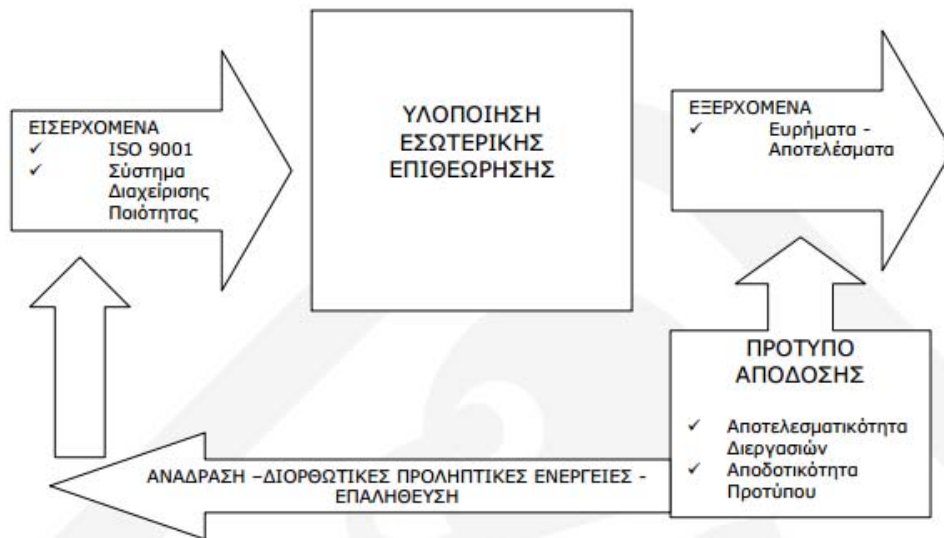 ΕΙΣΕΡΧΟΜΕΝΑ
✓ ISO 9001
✓ Σύστημα
Διαχείρισης
Ποιότητας
ΥΛΟΠΟΙΗΣΗ
ΕΣΩΤΕΡΙΚΗΣ
ΕΠΙΘΕΩΡΗΣΗΣ
ΕΞΕΡΧΟΜΕΝΑ
✓ Ευρήματα -
Αποτελέσματα
ΠΡΟΤΥΠΟ
ΑΠΟΔΟΣΗΣ
✓ Αποτελεσματικότητα
Διεργασιών
✓ Αποδοτικότητα
Προτύπου
ΑΝΑΔΡΑΣΗ –ΔΙΟΡΘΩΤΙΚΕΣ ΠΡΟΛΗΠΤΙΚΕΣ ΕΝΕΡΓΕΙΕΣ -
ΕΠΑΛΗΘΕΥΣΗ